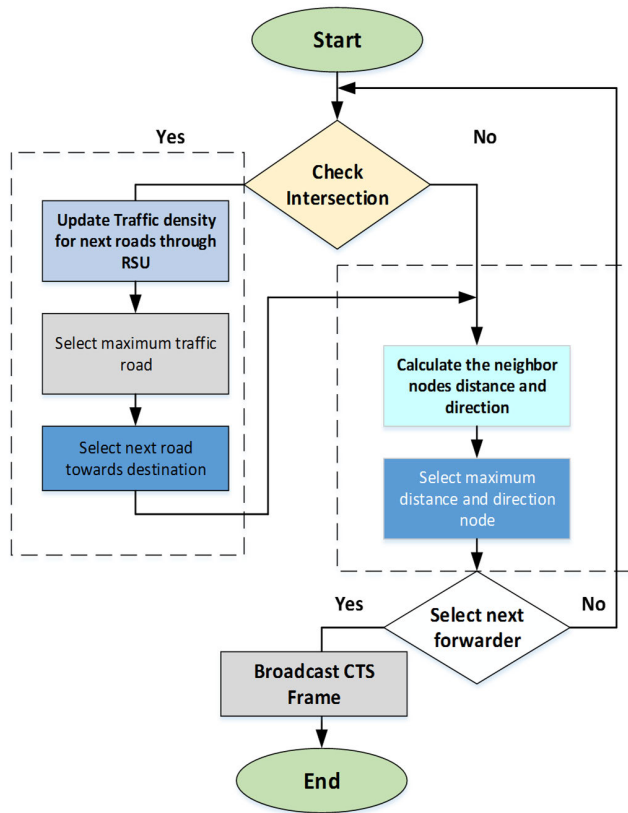 Start
Yes
No
Check
Intersection
Update Traffic density
for next roads through
RSU
Select maximum traffic
road
Select next road
towards destination
Calculate the neighbor
nodes distance and
direction
Select maximum
distance and direction
node
Yes
Select next
forwarder
No
Broadcast CTS
Frame
End